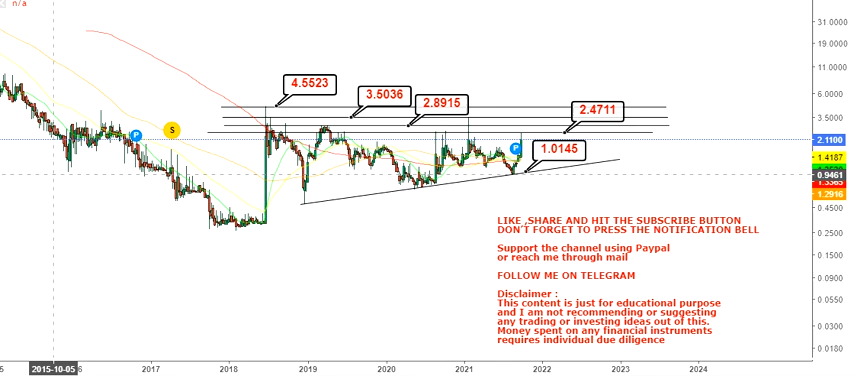 n/a
31.0000
19.0000
11.0000
6.0000
4.5523
3.5036
3.5000
2.8915
2.4711
P
S
2.1100
P
1.0145
1.4187
0.9461
1.2916
0.4500
0.2500
LIKE ,SHARE AND HIT THE SUBSCRIBE BUTTON
DON'T FORGET TO PRESS THE NOTIFICATION BELL
0.1500
Support the channel using Paypal
or reach me through mail
0.0900
FOLLOW ME ON TELEGRAM
Disclaimer :
0.0550
This content is just for educational purpose
and I am not recommending or suggesting
any trading or investing ideas out of this.
0.0300
Money spent on any financial instruments
requires individual due diligence
0.0180
2015-10-05
2017
2018
2019
2020
2021
2022
2023
2024